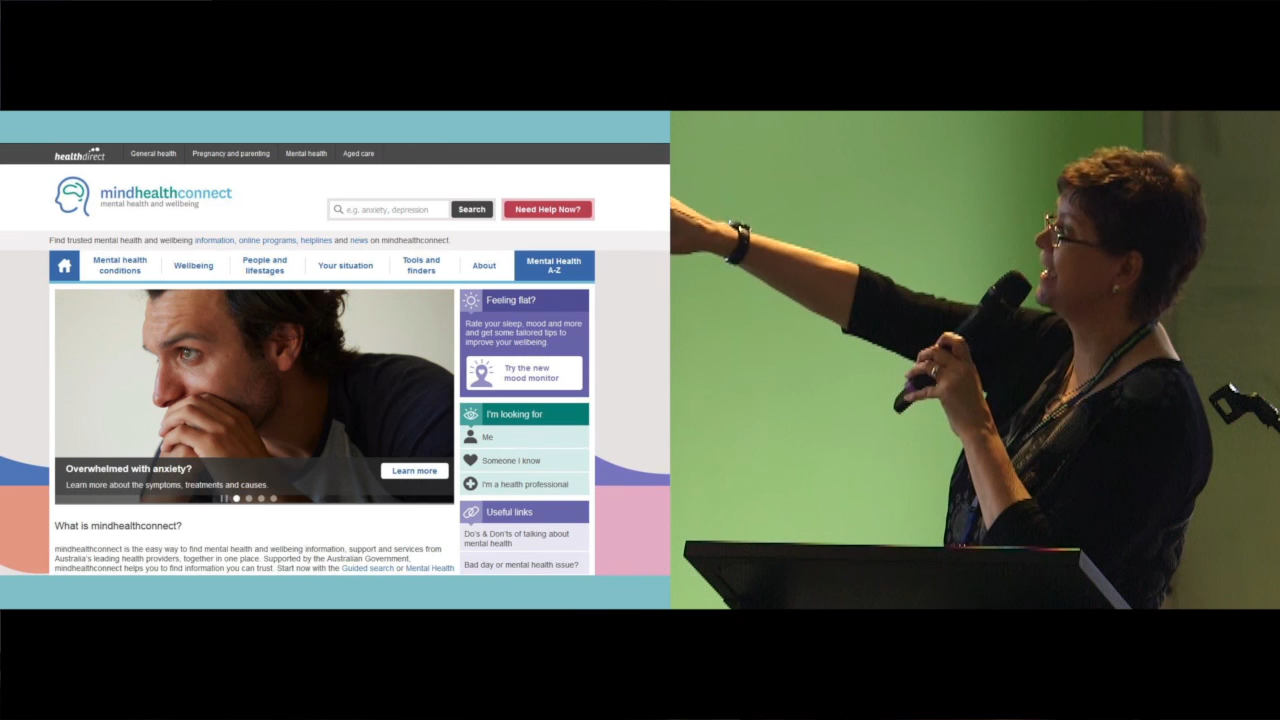 healthdirect
General health
Pregnancy and parenting
Mental health
Aged care
mindhealthconnect
mental health and wellbeing
e.g. anxiety, depression
Search
Need Help Now?
Find trusted mental health and wellbeing information, online programs, helplines and news on mindhealthconnect.
Mental health
conditions
Wellbeing
People and
lifestages
Your situation
Tools and
finders
About
Mental Health
A-Z
Overwhelmed with anxiety?
Learn more about the symptoms, treatments and causes.
Learn more
Feeling flat?
Rate your sleep, mood and more
and get some tailored tips to
improve your wellbeing.
Try the new
mood monitor
I'm looking for
Me
Someone I know
I'm a health professional
Useful links
Do's & Don'ts of talking about
mental health
Bad day or mental health issue?
What is mindhealthconnect?
mindhealthconnect is the easy way to find mental health and wellbeing information, support and services from
Australia's leading health providers, together in one place. Supported by the Australian Government,
mindhealthconnect helps you to find information you can trust. Start now with the Guided search or Mental Health